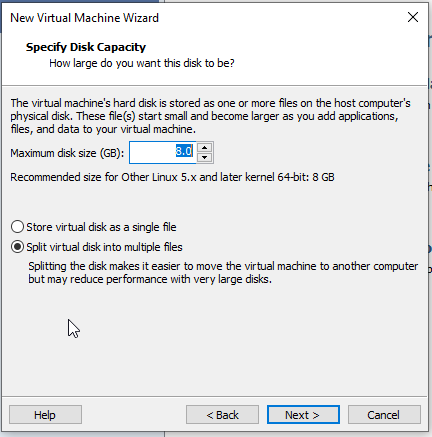 New Virtual Machine Wizard
Specify Disk Capacity
How large do you want this disk to be?
The virtual machine's hard disk is stored as one or more files on the host computer's
physical disk. These file(s) start small and become larger as you add applications,
files, and data to your virtual machine.
Maximum disk size (GB): 8.0
Recommended size for Other Linux 5.x and later kernel 64-bit: 8 GB
Store virtual disk as a single file
Split virtual disk into multiple files
Splitting the disk makes it easier to move the virtual machine to another computer
but may reduce performance with very large disks.
Help < Back Next > Cancel